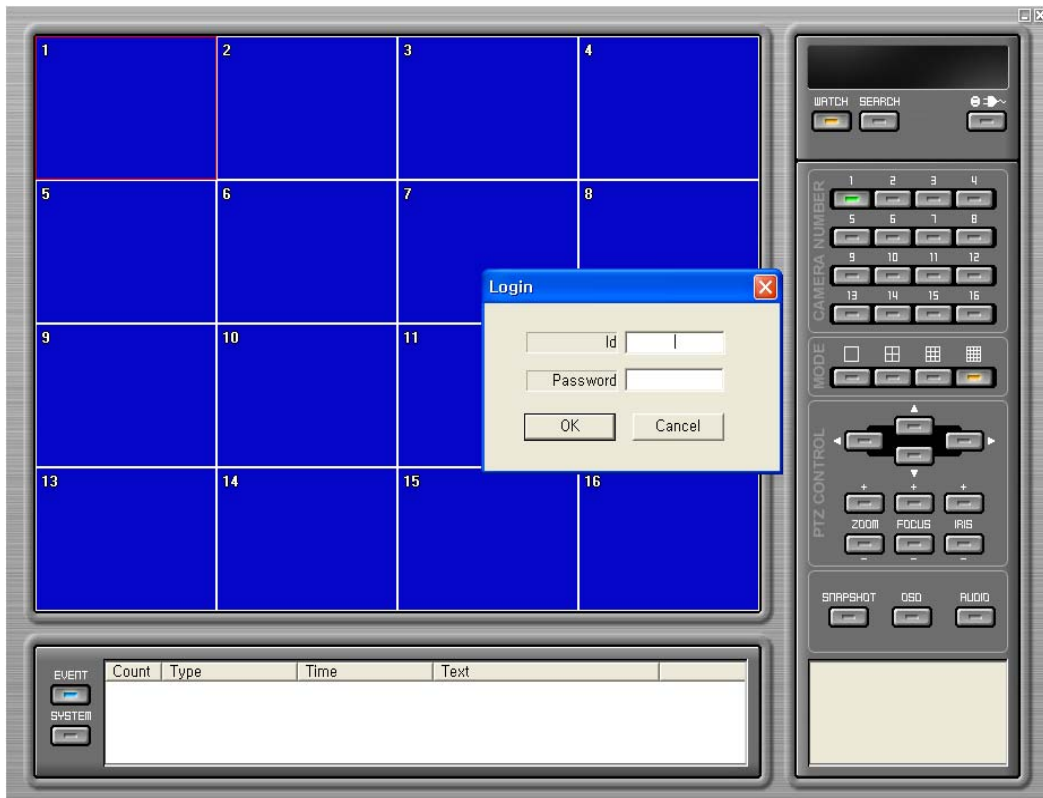 1 2 3 4
5 6 7 8
9 10 11
13 14 15 16
Login
Id
Password
OK Cancel
WATCH SEARCH
CAMERA NUMBER
1 2 3 4
5 6 7 8
9 10 11 12
13 14 15 16
MODE
PTZ CONTROL
+ + +
ZOOM FOCUS IRIS
- - -
SNAPSHOT OSD AUDIO
EVENT
SYSTEM
Count Type Time Text